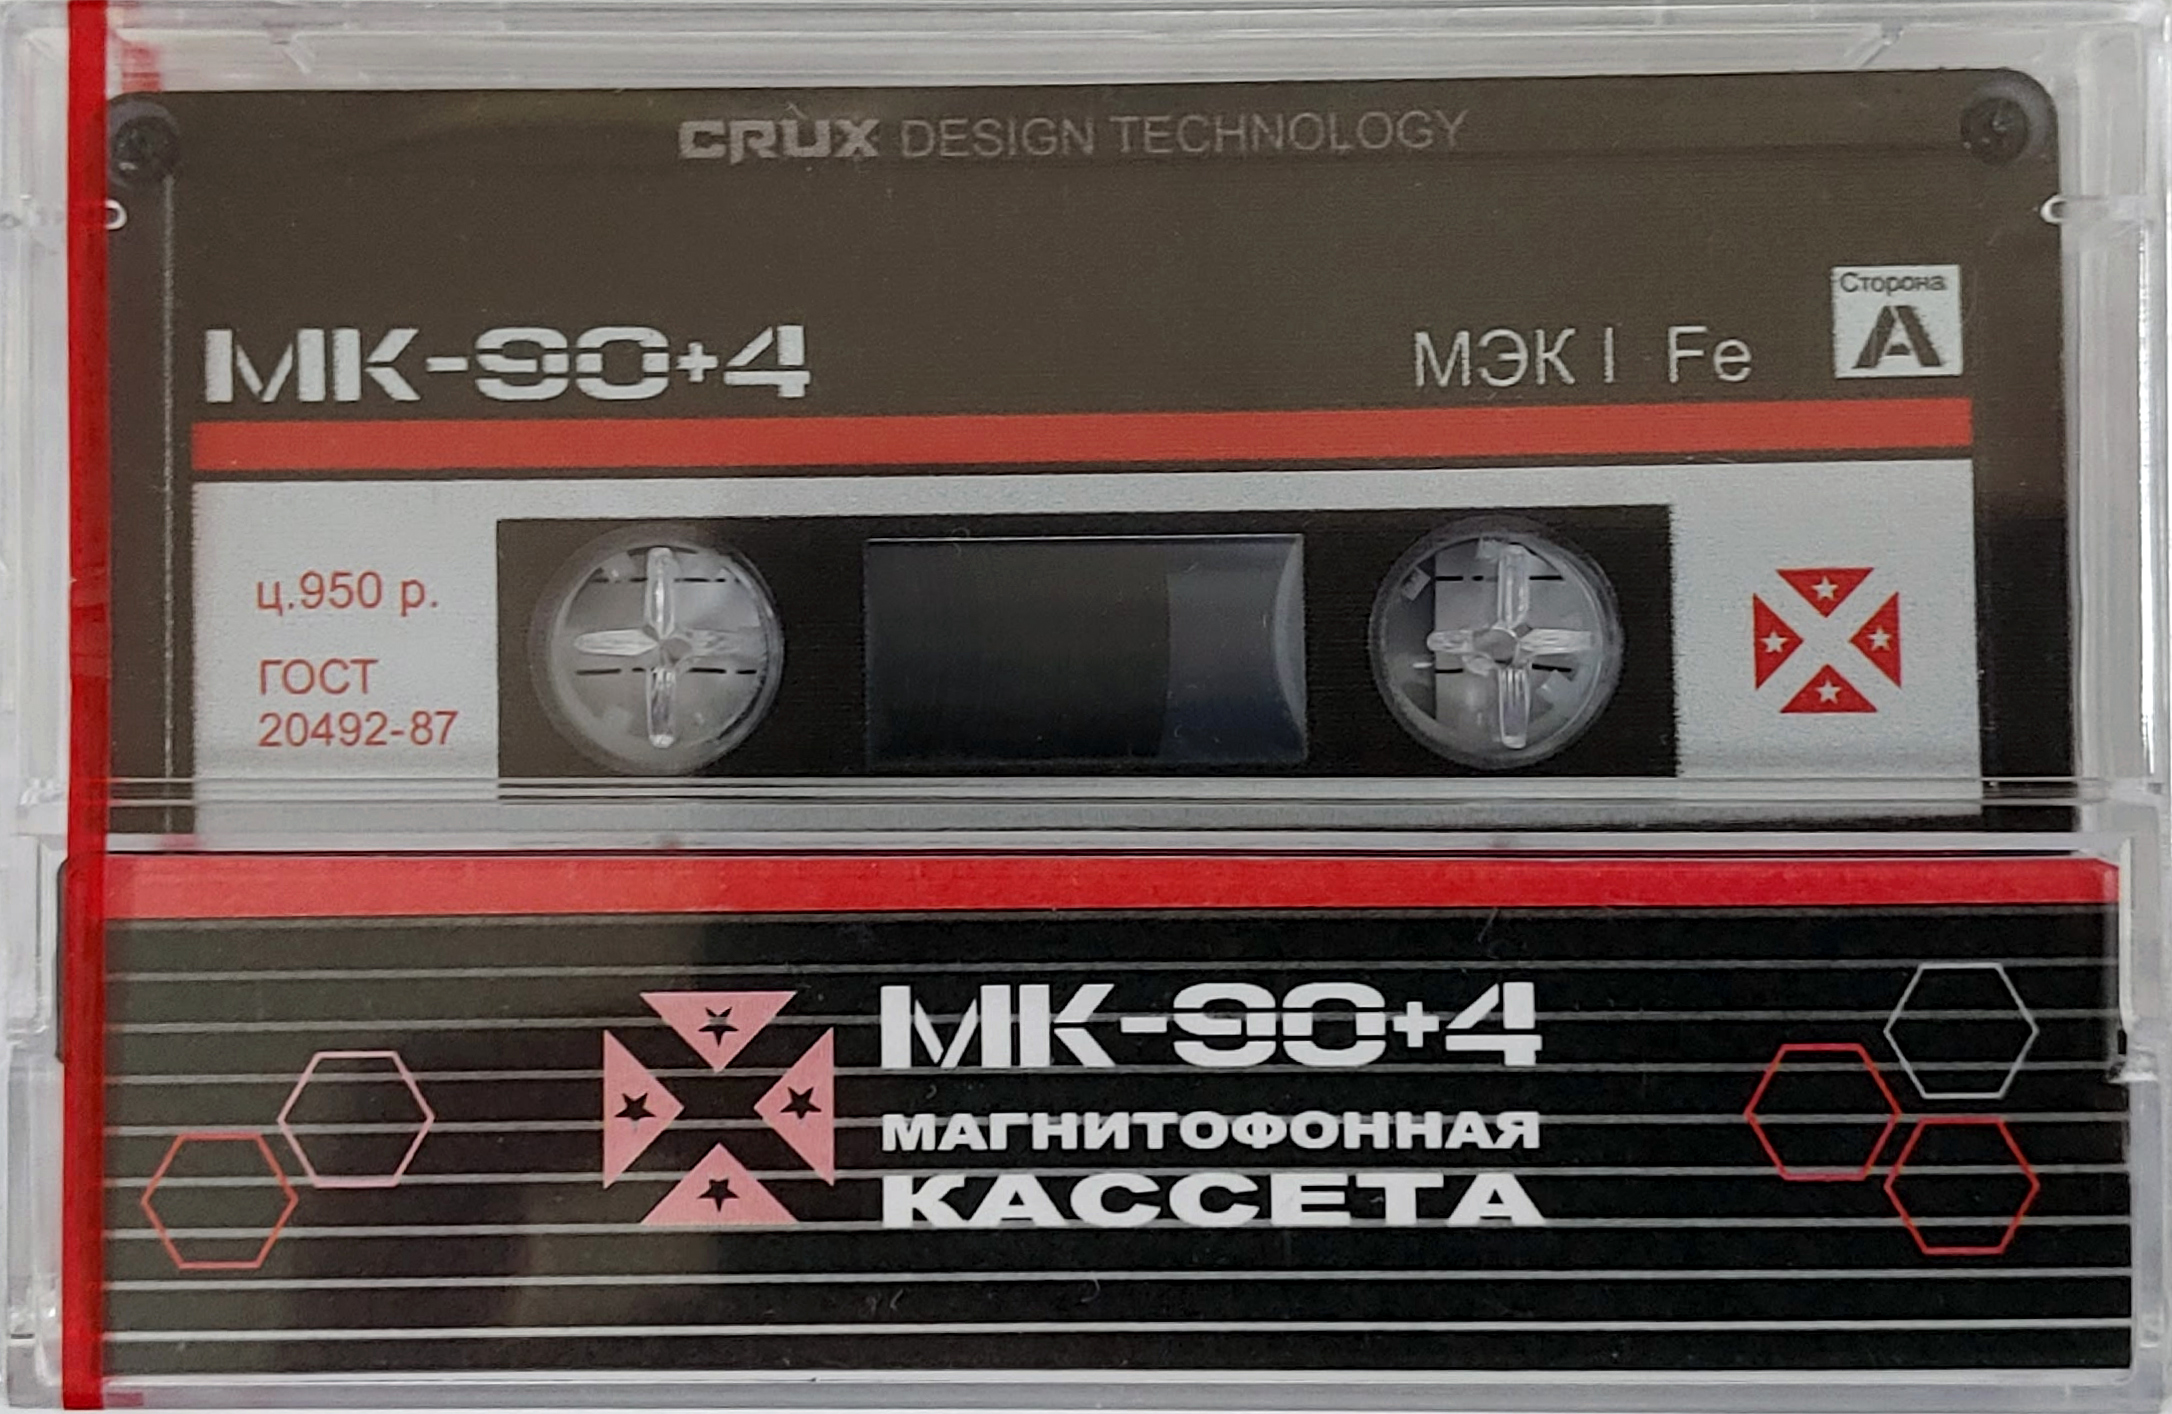 CRUX DESIGN TECHNOLOGY
МК-90+4
МЭК I Fe
Сторона
A
ц.950 р.
ГОСТ
20492-87
МК-90+4
МАГНИТОФОННАЯ
КАССЕТА